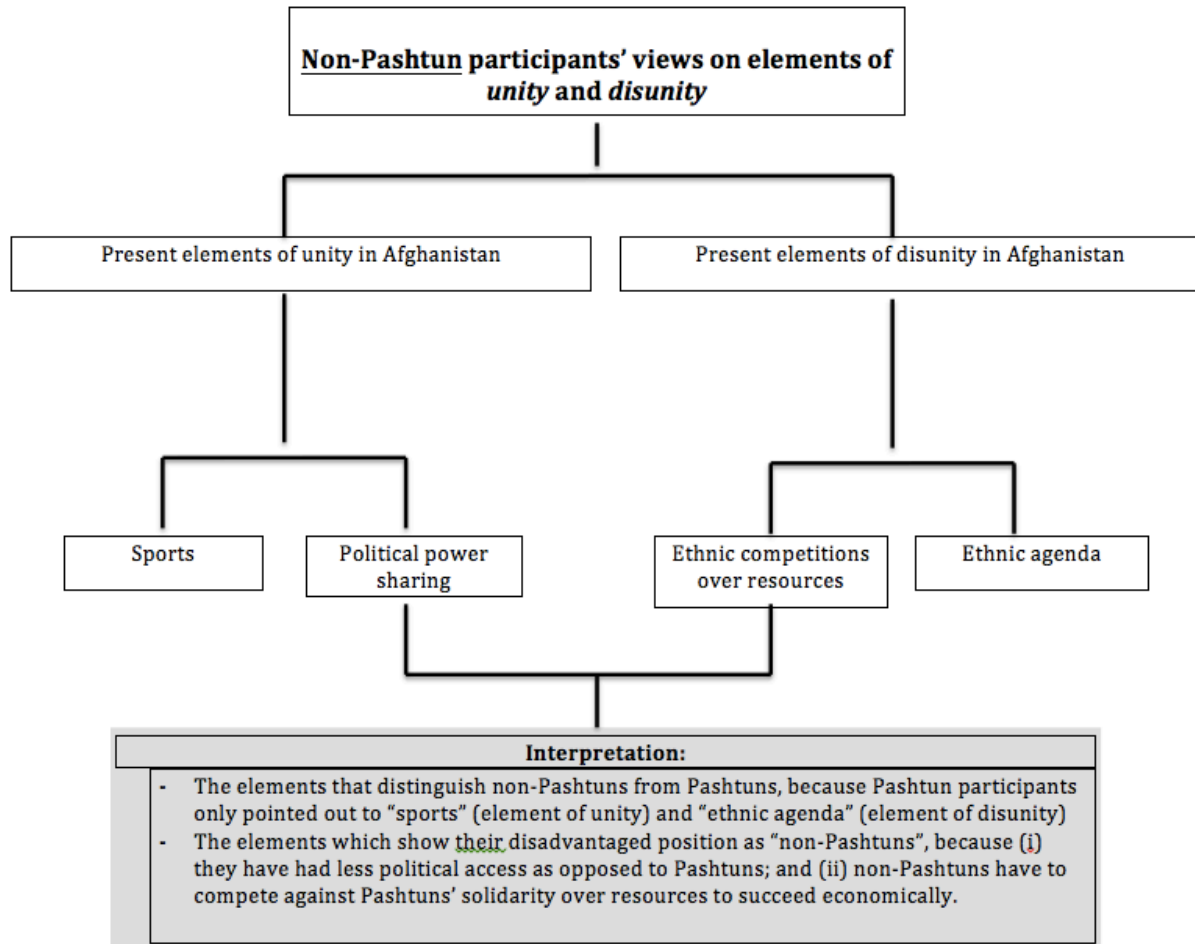 Non-Pashtun participants' views on elements of
unity and disunity
Present elements of unity in Afghanistan
Present elements of disunity in Afghanistan
Sports
Political power
sharing
Ethnic competitions
over resources
Ethnic agenda
Interpretation:
- The elements that distinguish non-Pashtuns from Pashtuns, because Pashtun participants
only pointed out to “sports” (element of unity) and “ethnic agenda” (element of disunity)
- The elements which show their disadvantaged position as “non-Pashtuns”, because (i)
they have had less political access as opposed to Pashtuns; and (ii) non-Pashtuns have to
compete against Pashtuns' solidarity over resources to succeed economically.